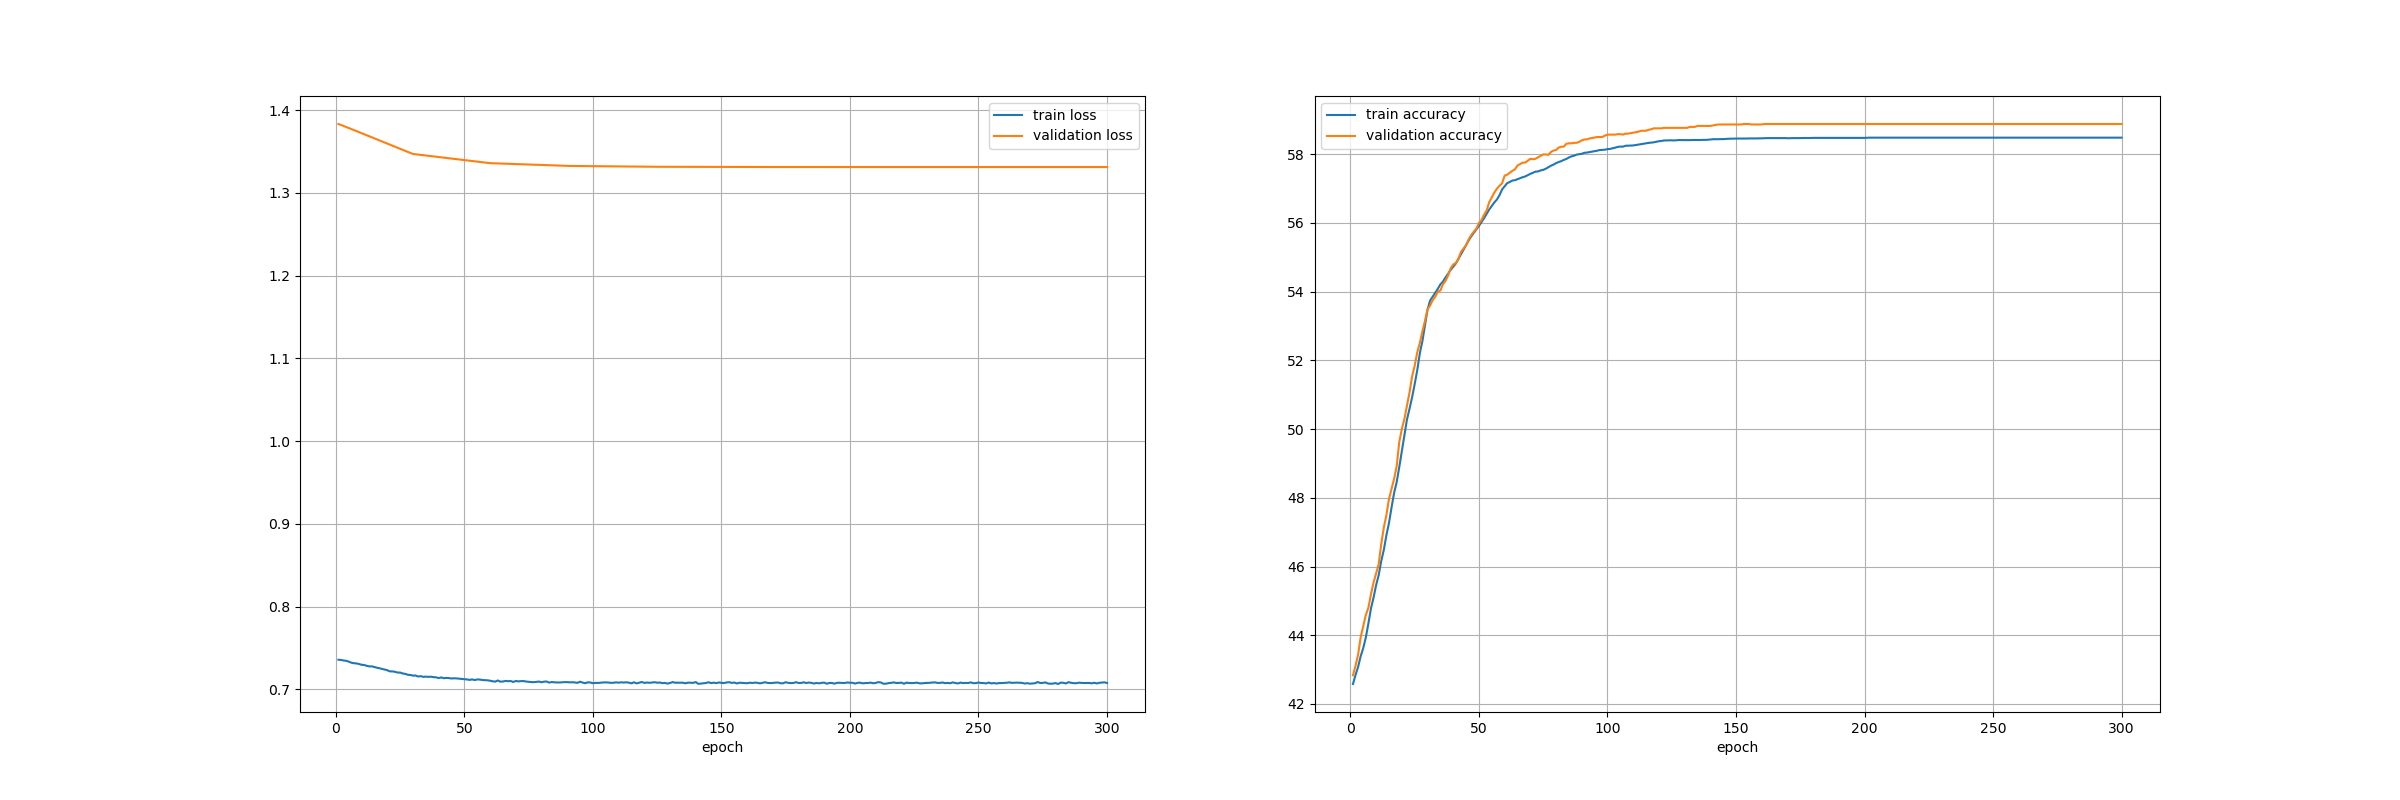 1.4
1.3
1.2
1.1
1.0
0.9
0.8
0.7
0 50 100 150 200 250 300
epoch
train loss
validation loss
58
56
54
52
50
48
46
44
42
0 50 100 150 200 250 300
epoch
train accuracy
validation accuracy